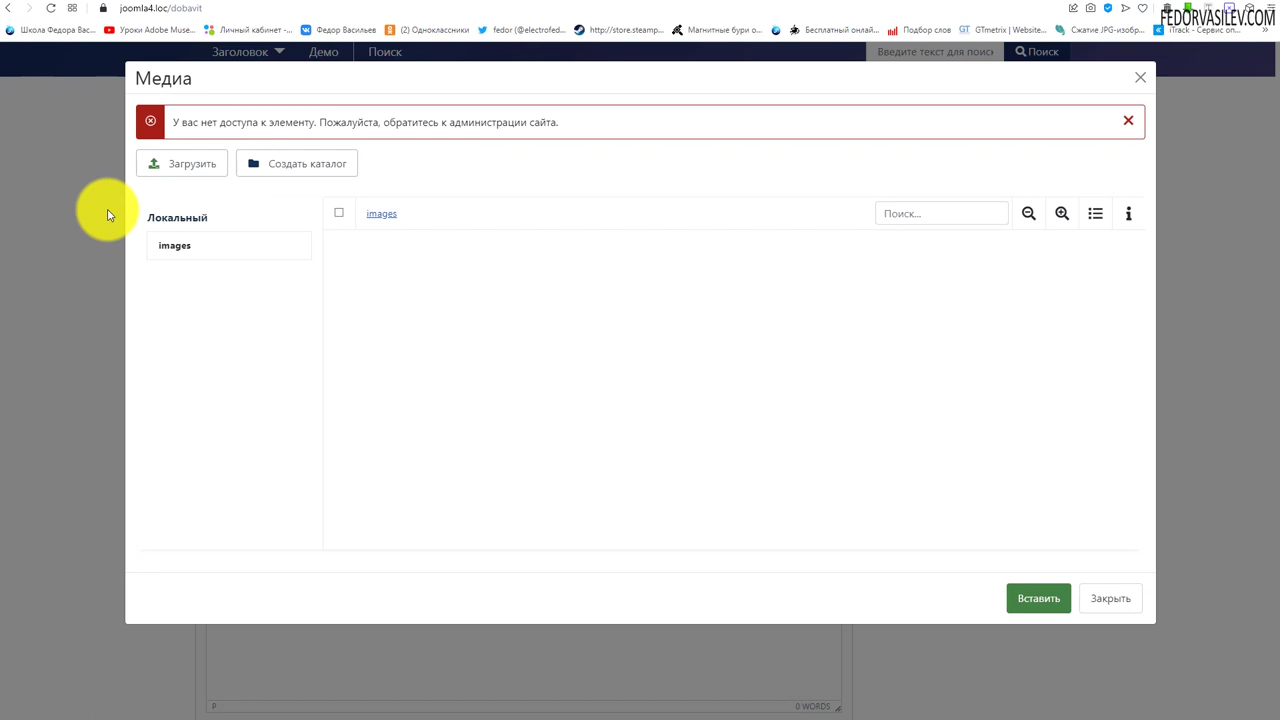 joomla4.loc/dobavit
FEDORVASILEV.COM
Школа Федора Вас... Уроки Adobe Muse... Личный кабинет -... Федор Васильев Одноклассники fedor (@electrofed... http://store.steamp... Магнитные бури о... Бесплатный онлай... Подбор слов GTmetrix | Website... Сжатие JPG-изобр... iTrack - Сервис оп... »
Заголовок Демо Поиск Введите текст для поиск Поиск
Медиа
У вас нет доступа к элементу. Пожалуйста, обратитесь к администрации сайта.
Загрузить Создать каталог
Локальный
images
images Поиск...
Вставить Закрыть
P 0 WORDS